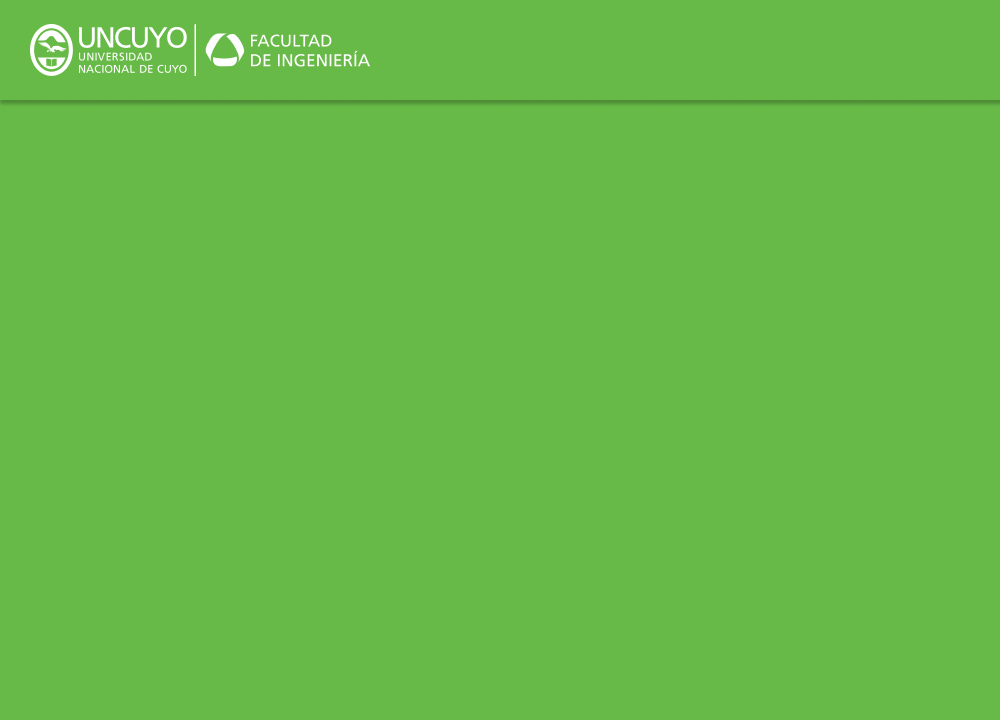 UNCUYO
UNIVERSIDAD
NACIONAL DE CUYO
FACULTAD
DE INGENIERÍA